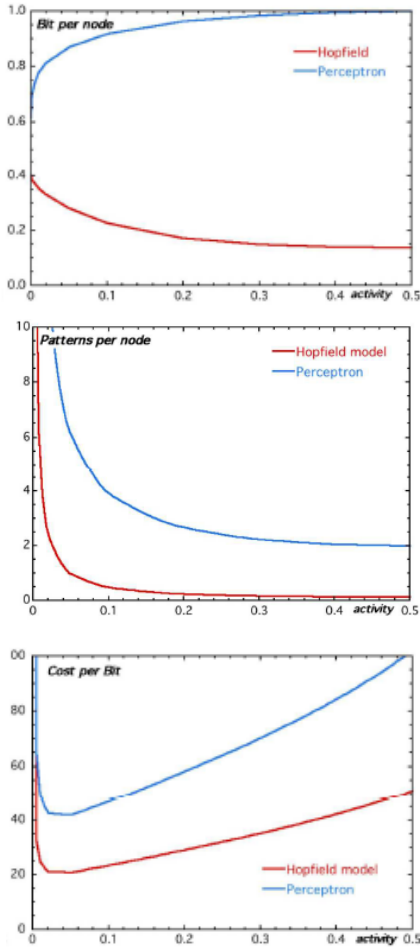 1.0
Bit per node
Hopfield
Perceptron
0.8
0.6
0.4
0.2
0.0
0 0.1 0.2 0.3 0.4 activity 0.5
10
Patterns per node
Hopfield model
Perceptron
8
6
4
2
0
0 0.1 0.2 0.3 activity 0.5
00
Cost per Bit
80
60
40
20
00
Hopfield model
Perceptron
0 0.1 0.2 0.3 0.4 activity 0.5